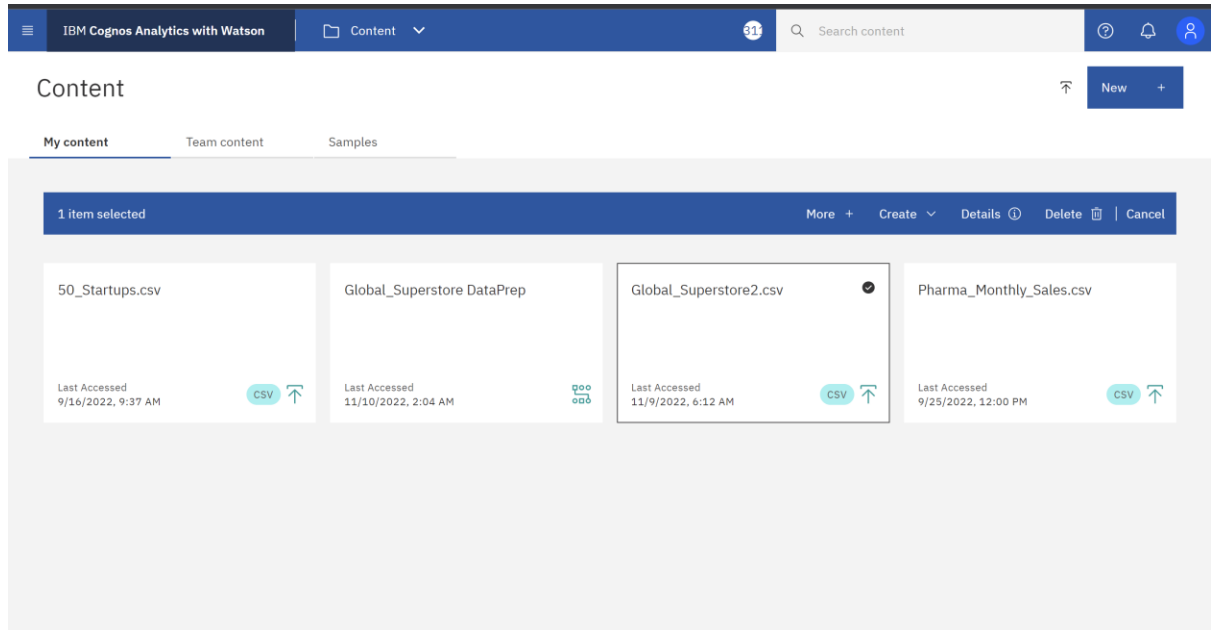 IBM Cognos Analytics with Watson
Content
311
Search content
Content
New +
My content
Team content
Samples
1 item selected
More +
Create
Details
Delete
Cancel
50_Startups.csv
Last Accessed
9/16/2022, 9:37 AM
CSV
Global_Superstore DataPrep
Last Accessed
11/10/2022, 2:04 AM
Global_Superstore2.csv
Last Accessed
11/9/2022, 6:12 AM
CSV
Pharma_Monthly_Sales.csv
Last Accessed
9/25/2022, 12:00 PM
CSV